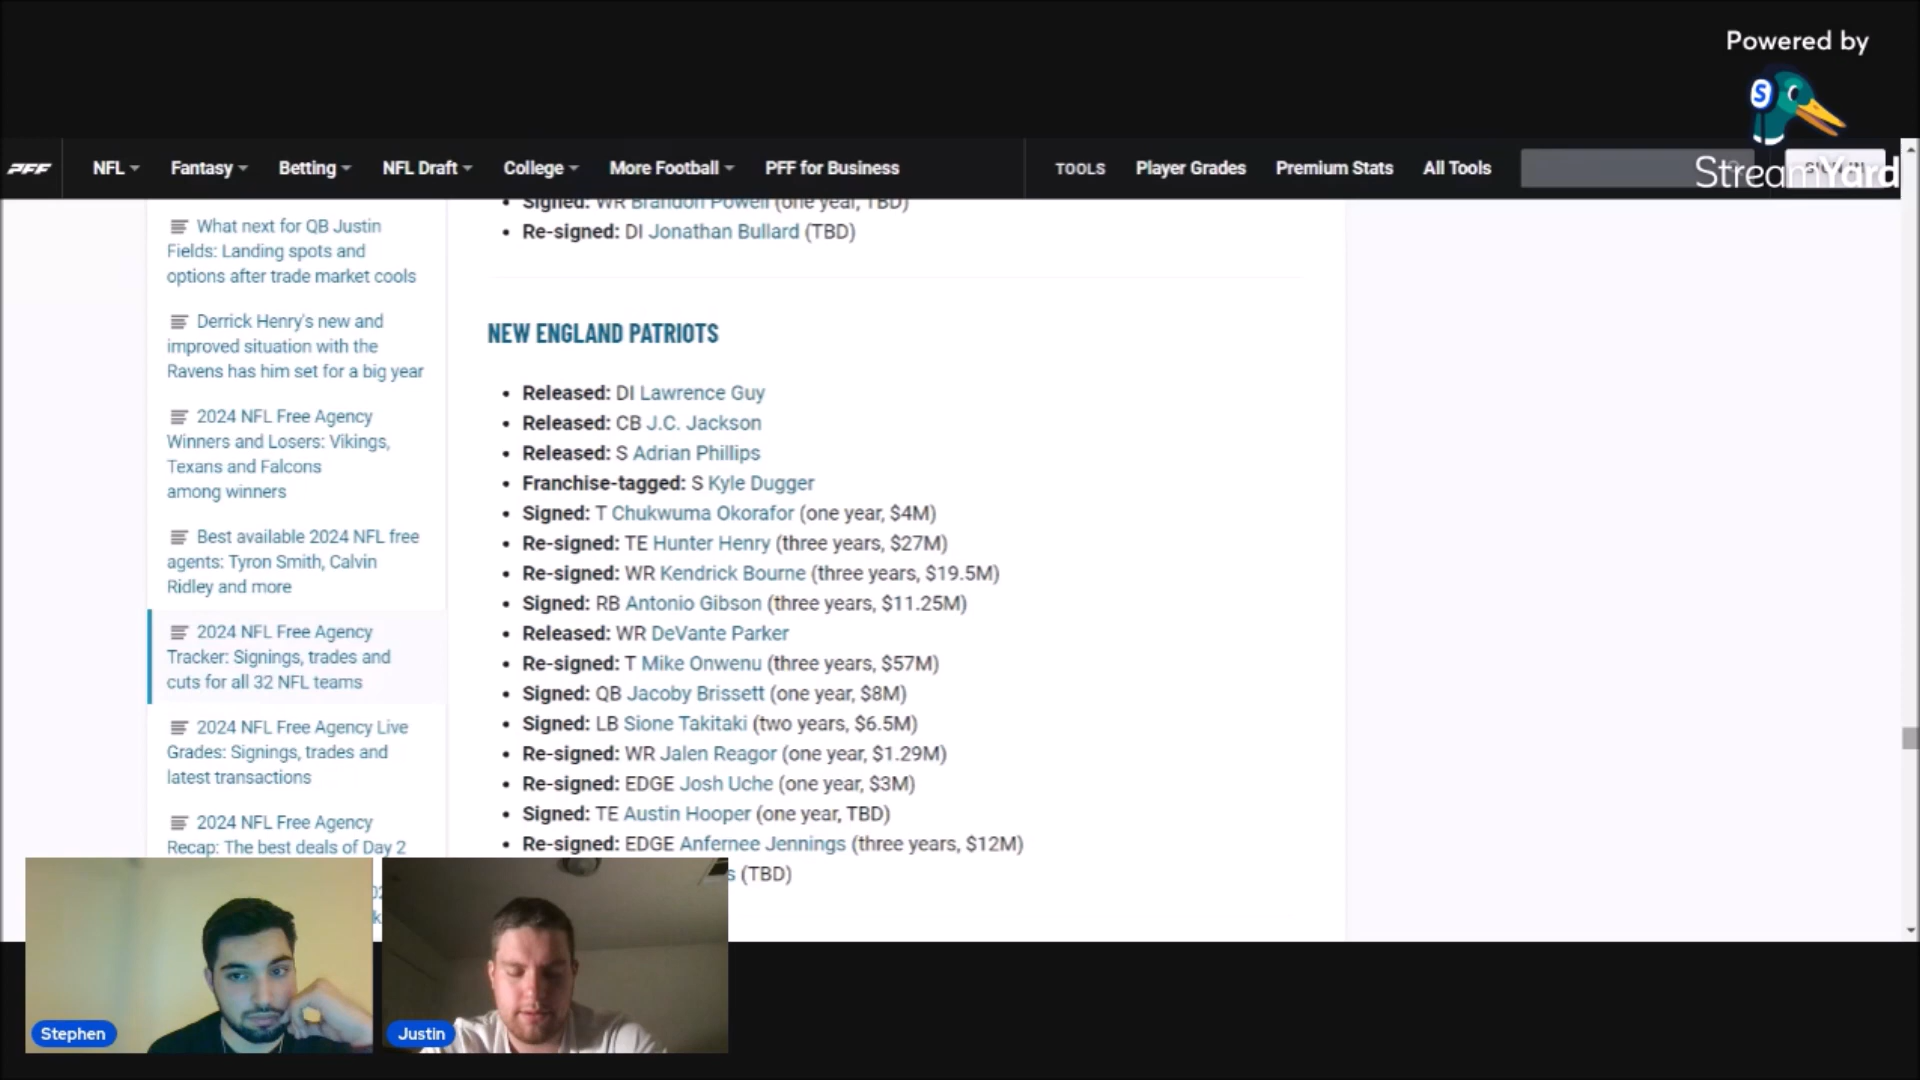 Powered by
StreamYard
PFF
NFL
Fantasy
Betting
NFL Draft
College
More Football
PFF for Business
TOOLS
Player Grades
Premium Stats
All Tools
What next for QB Justin
Fields: Landing spots and
options after trade market cools
Derrick Henry's new and
improved situation with the
Ravens has him set for a big year
2024 NFL Free Agency
Winners and Losers: Vikings,
Texans and Falcons
among winners
Best available 2024 NFL free
agents: Tyron Smith, Calvin
Ridley and more
2024 NFL Free Agency
Tracker: Signings, trades and
cuts for all 32 NFL teams
2024 NFL Free Agency Live
Grades: Signings, trades and
latest transactions
2024 NFL Free Agency
Recap: The best deals of Day 2
Signed: WR Brandon Powell (one year, TBD)
Re-signed: DI Jonathan Bullard (TBD)
NEW ENGLAND PATRIOTS
Released: DI Lawrence Guy
Released: CB J.C. Jackson
Released: S Adrian Phillips
Franchise-tagged: S Kyle Dugger
Signed: T Chukwuma Okorafor (one year, $4M)
Re-signed: TE Hunter Henry (three years, $27M)
Re-signed: WR Kendrick Bourne (three years, $19.5M)
Signed: RB Antonio Gibson (three years, $11.25M)
Released: WR DeVante Parker
Re-signed: T Mike Onwenu (three years, $57M)
Signed: QB Jacoby Brissett (one year, $8M)
Signed: LB Sione Takitaki (two years, $6.5M)
Re-signed: WR Jalen Reagor (one year, $1.29M)
Re-signed: EDGE Josh Uche (one year, $3M)
Signed: TE Austin Hooper (one year, TBD)
Re-signed: EDGE Anfernee Jennings (three years, $12M)
s (TBD)
Stephen
Justin